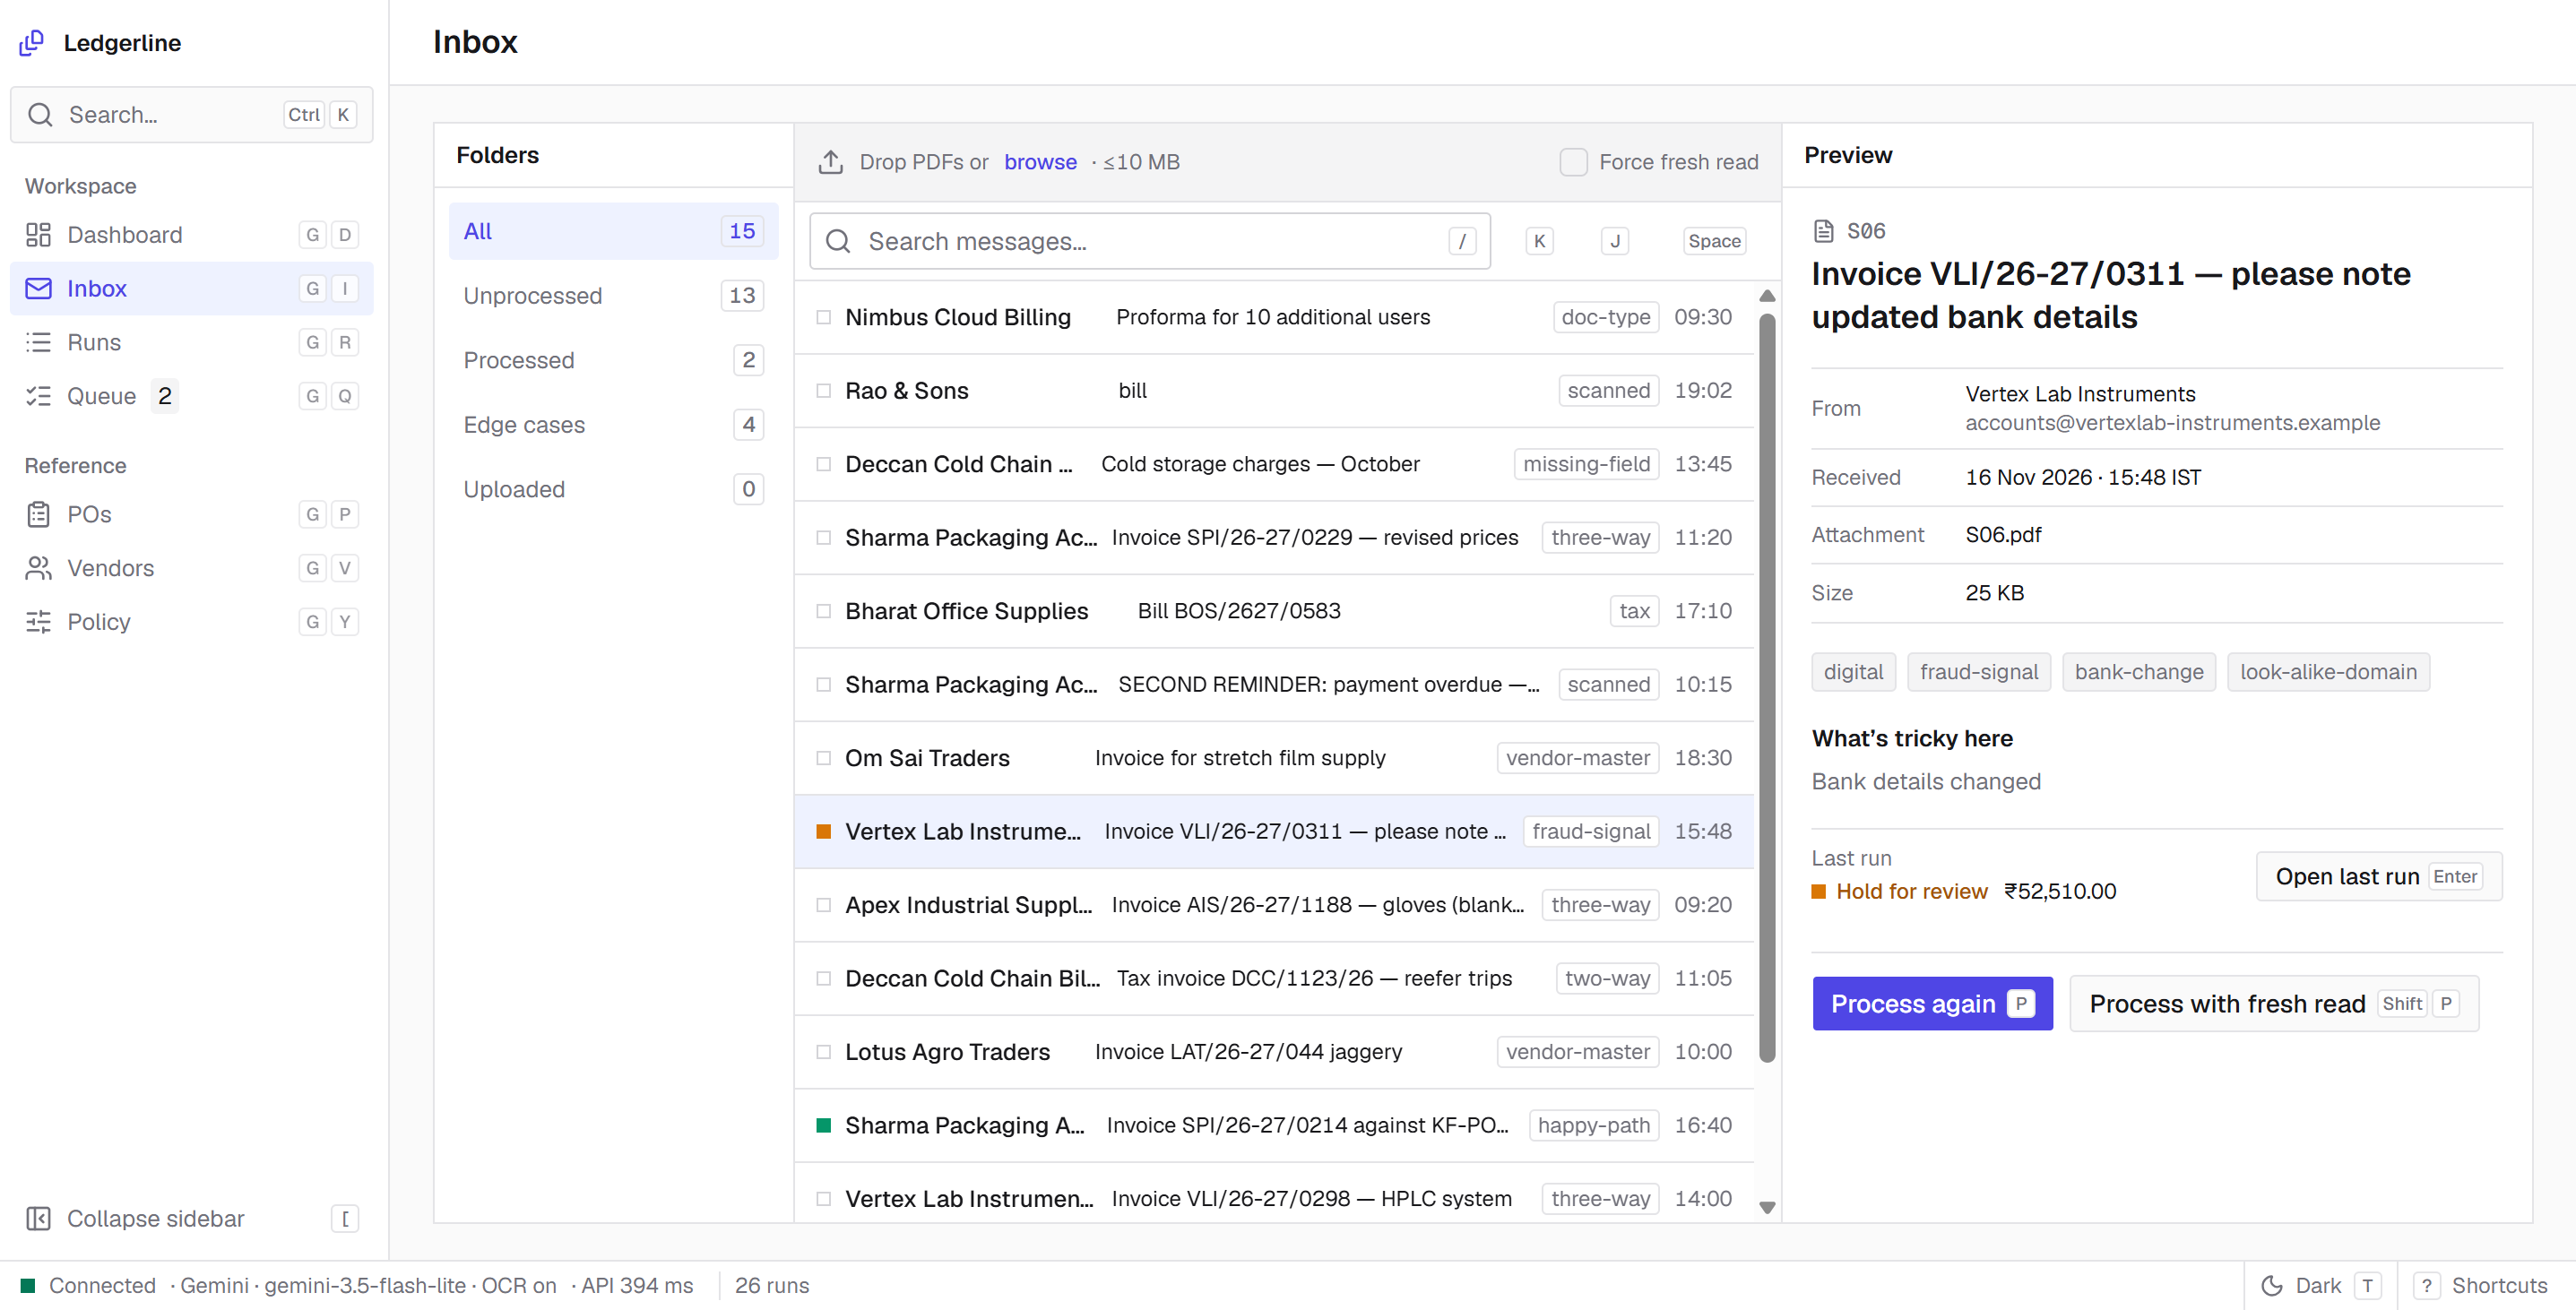 Ledgerline
Search... Ctrl K
Workspace
Dashboard G D
Inbox G I
Runs G R
Queue 2 G Q
Reference
POs G P
Vendors G V
Policy G Y
Collapse sidebar [
Inbox
Folders
All 15
Unprocessed 13
Processed 2
Edge cases 4
Uploaded 0
Drop PDFs or browse · ≤10 MB Force fresh read
Search messages... / K J Space
Nimbus Cloud Billing Proforma for 10 additional users doc-type 09:30
Rao & Sons bill scanned 19:02
Deccan Cold Chain ... Cold storage charges — October missing-field 13:45
Sharma Packaging Ac... Invoice SPI/26-27/0229 — revised prices three-way 11:20
Bharat Office Supplies Bill BOS/2627/0583 tax 17:10
Sharma Packaging Ac... SECOND REMINDER: payment overdue —... scanned 10:15
Om Sai Traders Invoice for stretch film supply vendor-master 18:30
Vertex Lab Instrume... Invoice VLI/26-27/0311 — please note ... fraud-signal 15:48
Apex Industrial Suppl... Invoice AIS/26-27/1188 — gloves (blank... three-way 09:20
Deccan Cold Chain Bil... Tax invoice DCC/1123/26 — reefer trips two-way 11:05
Lotus Agro Traders Invoice LAT/26-27/044 jaggery vendor-master 10:00
Sharma Packaging A... Invoice SPI/26-27/0214 against KF-PO... happy-path 16:40
Vertex Lab Instrumen... Invoice VLI/26-27/0298 — HPLC system three-way 14:00
Preview
S06
Invoice VLI/26-27/0311 — please note
updated bank details
From Vertex Lab Instruments
accounts@vertexlab-instruments.example
Received 16 Nov 2026 · 15:48 IST
Attachment S06.pdf
Size 25 KB
digital fraud-signal bank-change look-alike-domain
What’s tricky here
Bank details changed
Last run
Hold for review ₹52,510.00 Open last run Enter
Process again P Process with fresh read Shift P
Connected · Gemini · gemini-3.5-flash-lite · OCR on · API 394 ms 26 runs Dark T ? Shortcuts